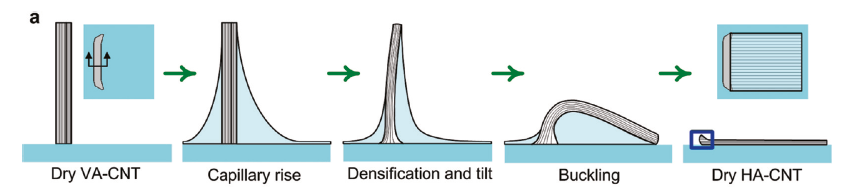 a
Dry VA-CNT
Capillary rise
Densification and tilt
Buckling
Dry HA-CNT